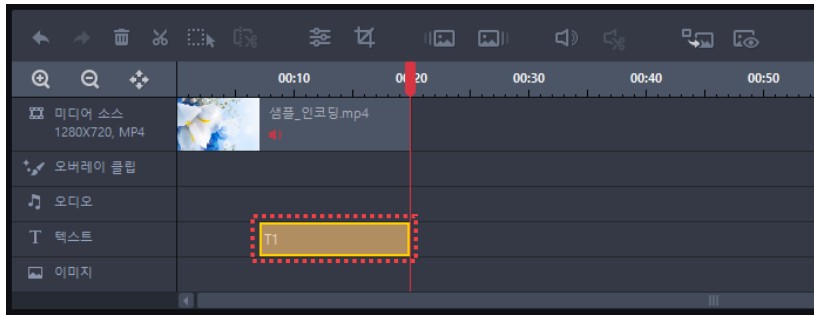 00:10 00:20 00:30 00:40 00:50
미디어 소스
1280X720, MP4
샘플_인코딩.mp4
오버레이 클립
오디오
T 텍스트
T1
이미지